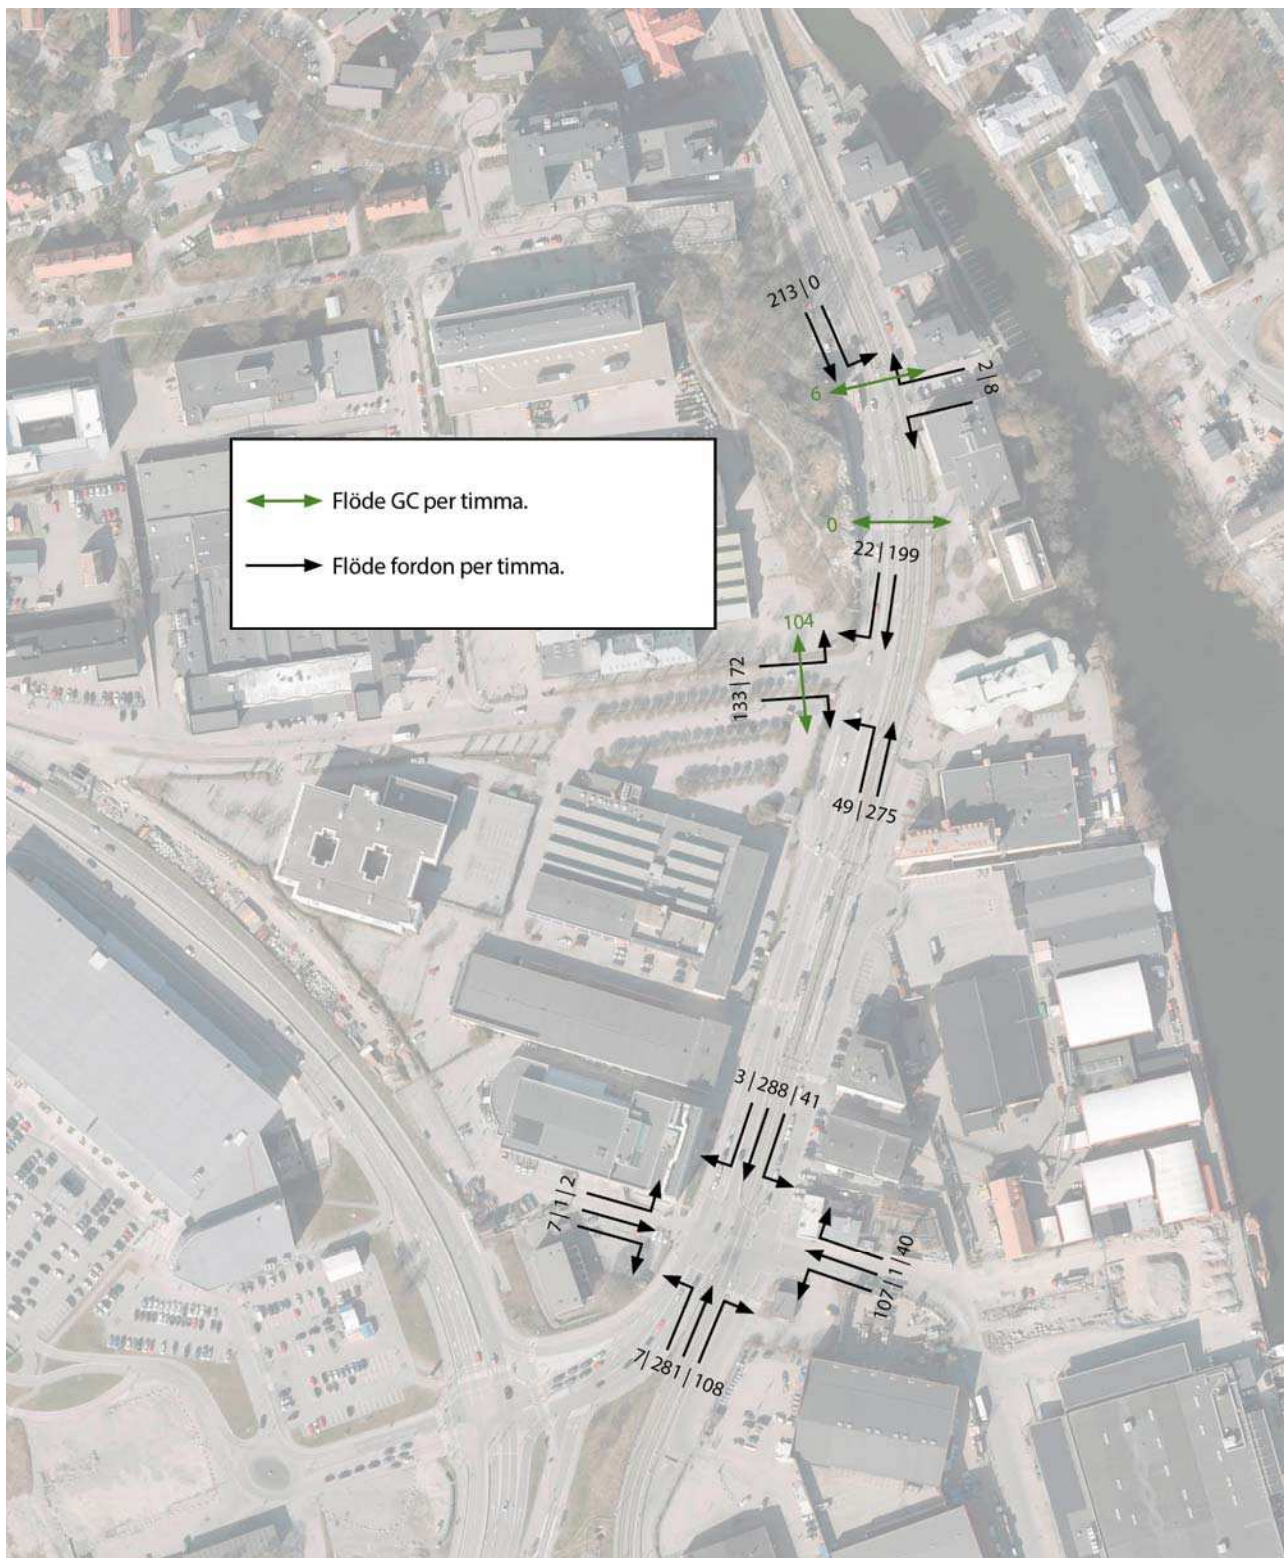 213 | 0
2 | 8
6
Flöde GC per timma.
0
22 | 199
Flöde fordon per timma.
104
133 | 72
49 | 275
3 | 288 | 41
7 | 1 | 2
107 | 1 | 40
7 | 281 | 108